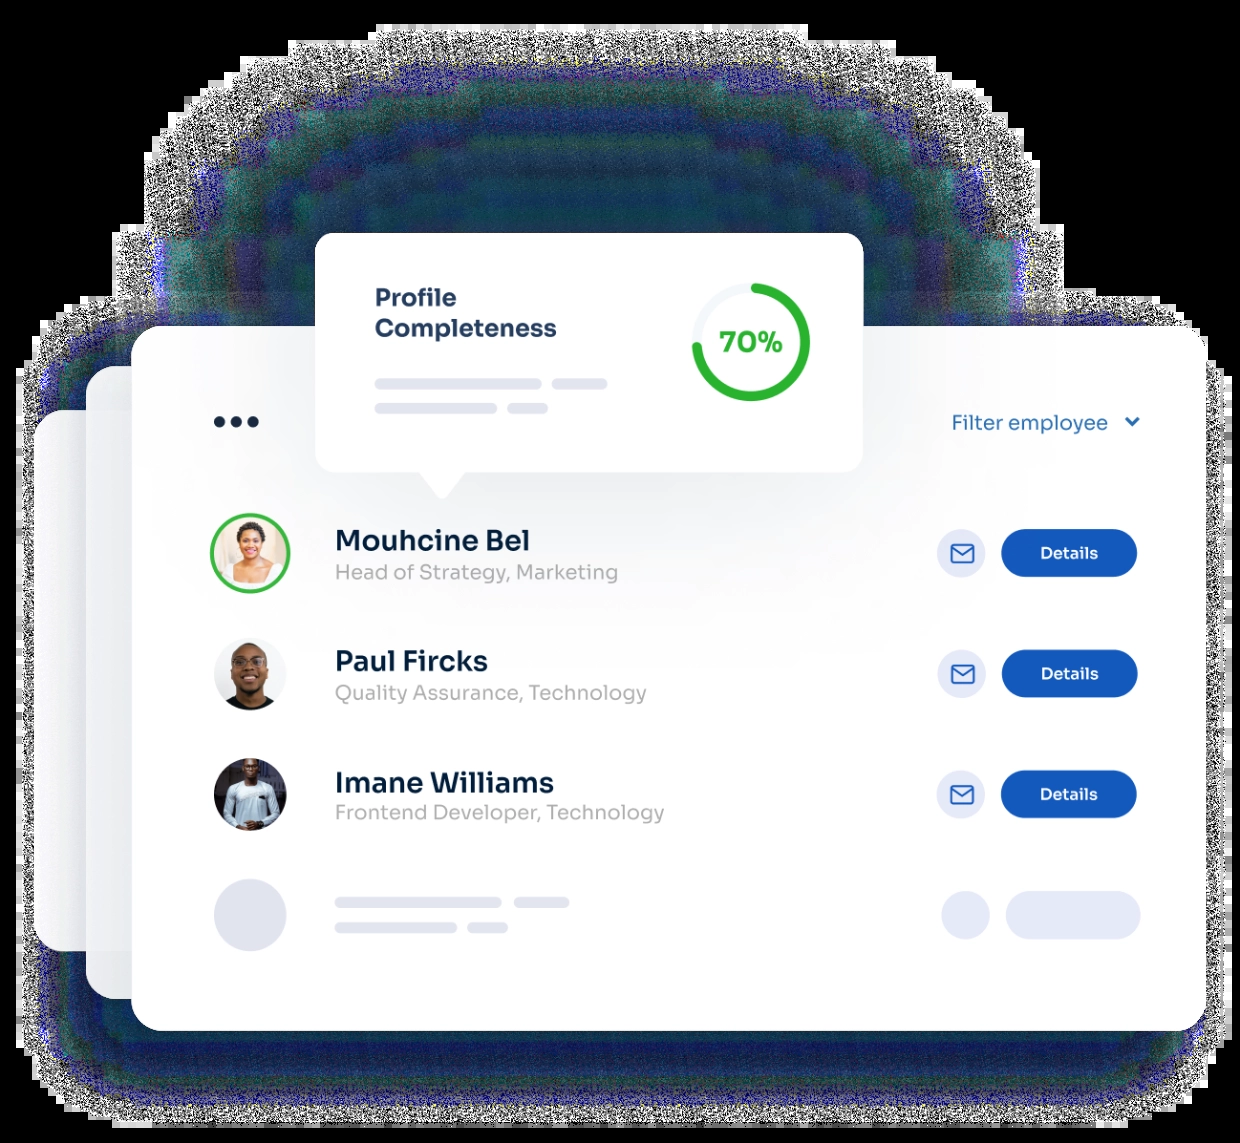 Profile
Completeness
70%
Filter employee
Mouhcine Bel
Head of Strategy, Marketing
Details
Paul Fircks
Quality Assurance, Technology
Details
Imane Williams
Frontend Developer, Technology
Details